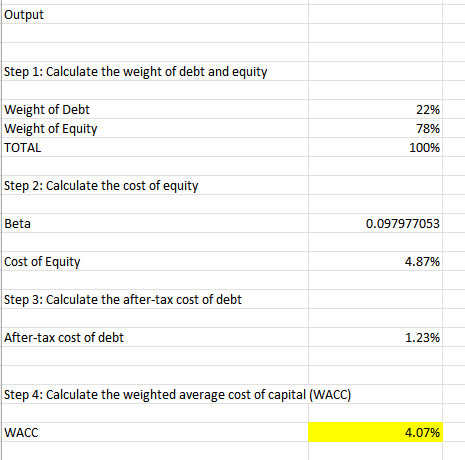 Output
Step 1: Calculate the weight of debt and equity
Weight of Debt 22%
Weight of Equity 78%
TOTAL 100%
Step 2: Calculate the cost of equity
Beta 0.097977053
Cost of Equity 4.87%
Step 3: Calculate the after-tax cost of debt
After-tax cost of debt 1.23%
Step 4: Calculate the weighted average cost of capital (WACC)
WACC 4.07%